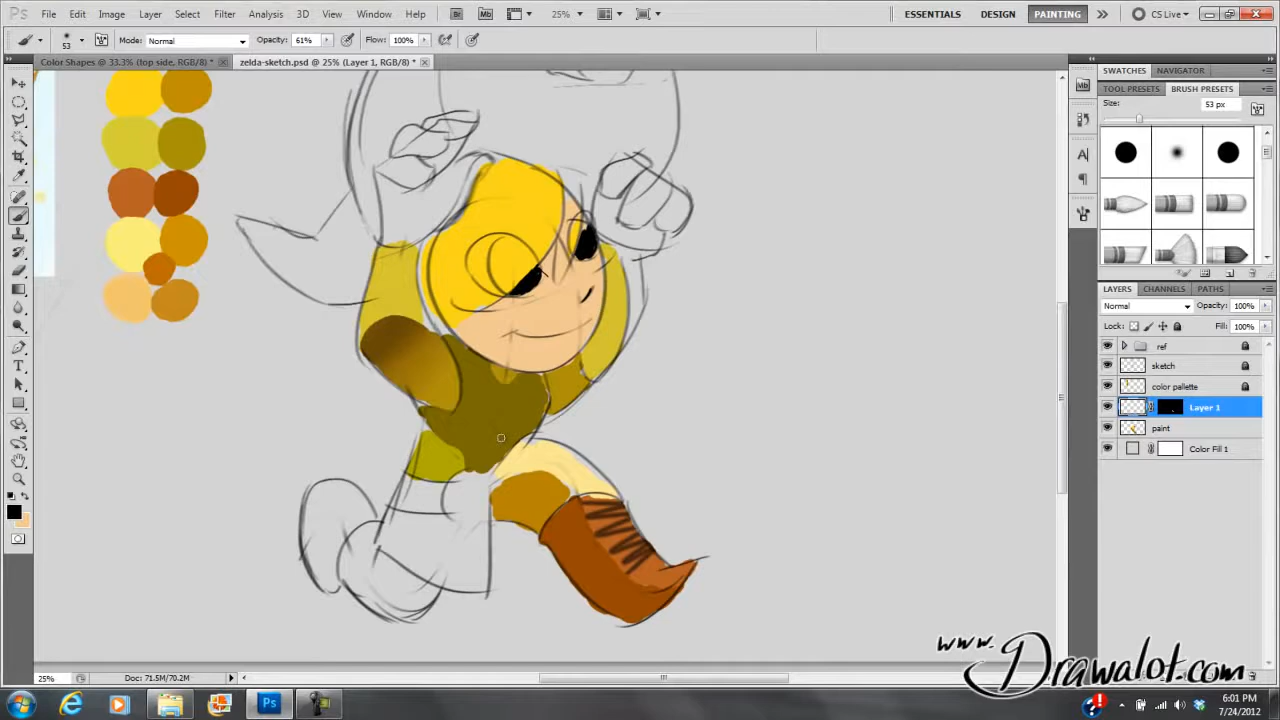 Ps File Edit Image Layer Select Filter Analysis 3D View Window Help Br Mb 25% ESSENTIALS DESIGN PAINTING CS Live
53 Mode: Normal Opacity: 61% Flow: 100%
Color Shapes @ 33.3% (top side, RGB/8) * zelda-sketch.psd @ 25% (Layer 1, RGB/8) *
SWATCHES NAVIGATOR
TOOL PRESETS BRUSH PRESETS
Size: 53 px
LAYERS CHANNELS PATHS
Normal Opacity: 100%
Lock: Fill: 100%
ref
sketch
color pallette
Layer 1
paint
Color Fill 1
25% Doc: 71.5M/70.2M
www.
Drawalot.com
Ps
6:01 PM
7/24/2012